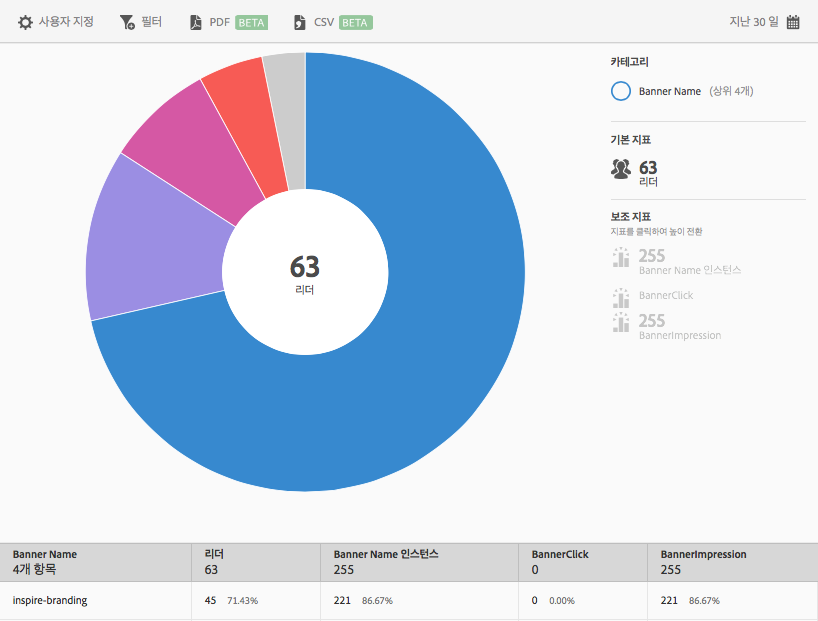 사용자 지정 필터 PDF BETA CSV BETA 지난 30 일
카테고리
Banner Name (상위 4개)
기본 지표
63
리더
보조 지표
지표를 클릭하여 높이 전환
255
Banner Name 인스턴스
BannerClick
255
BannerImpression
63
리더
Banner Name 리더 Banner Name 인스턴스 BannerClick BannerImpression
4개 항목 63 255 0 255
inspire-branding 45 71.43% 221 86.67% 0 0.00% 221 86.67%